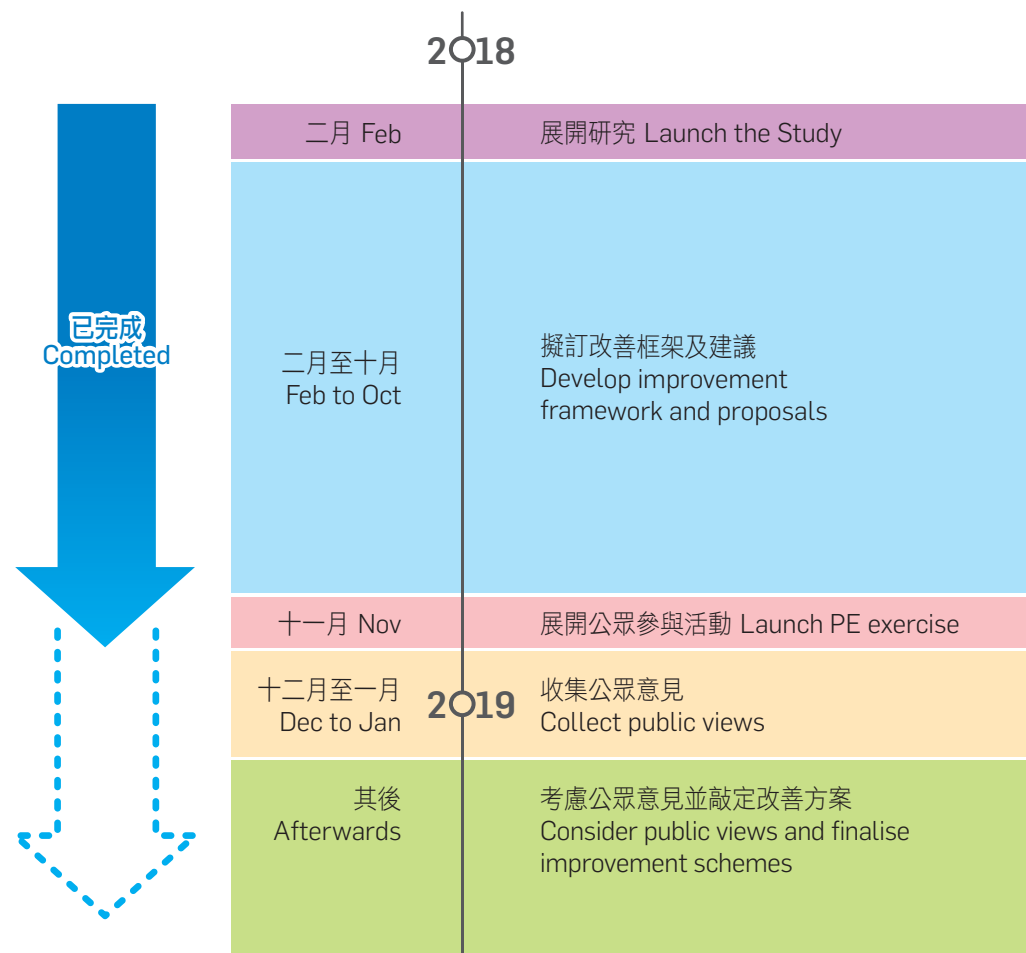 2018
二月 Feb
展開研究 Launch the Study
已完成
Completed
二月至十月
Feb to Oct
擬訂改善框架及建議
Develop improvement
framework and proposals
十一月 Nov
展開公眾參與活動 Launch PE exercise
十二月至一月
Dec to Jan
2019
收集公眾意見
Collect public views
其後
Afterwards
考慮公眾意見並敲定改善方案
Consider public views and finalise
improvement schemes